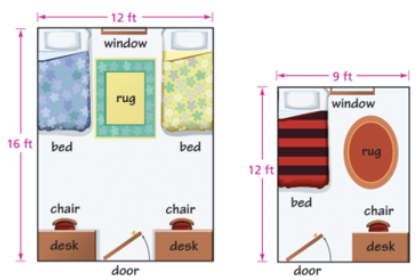 12 ft
window
rug
16 ft
bed
bed
chair
chair
desk
desk
door
9 ft
window
12 ft
rug
bed
chair
desk
door